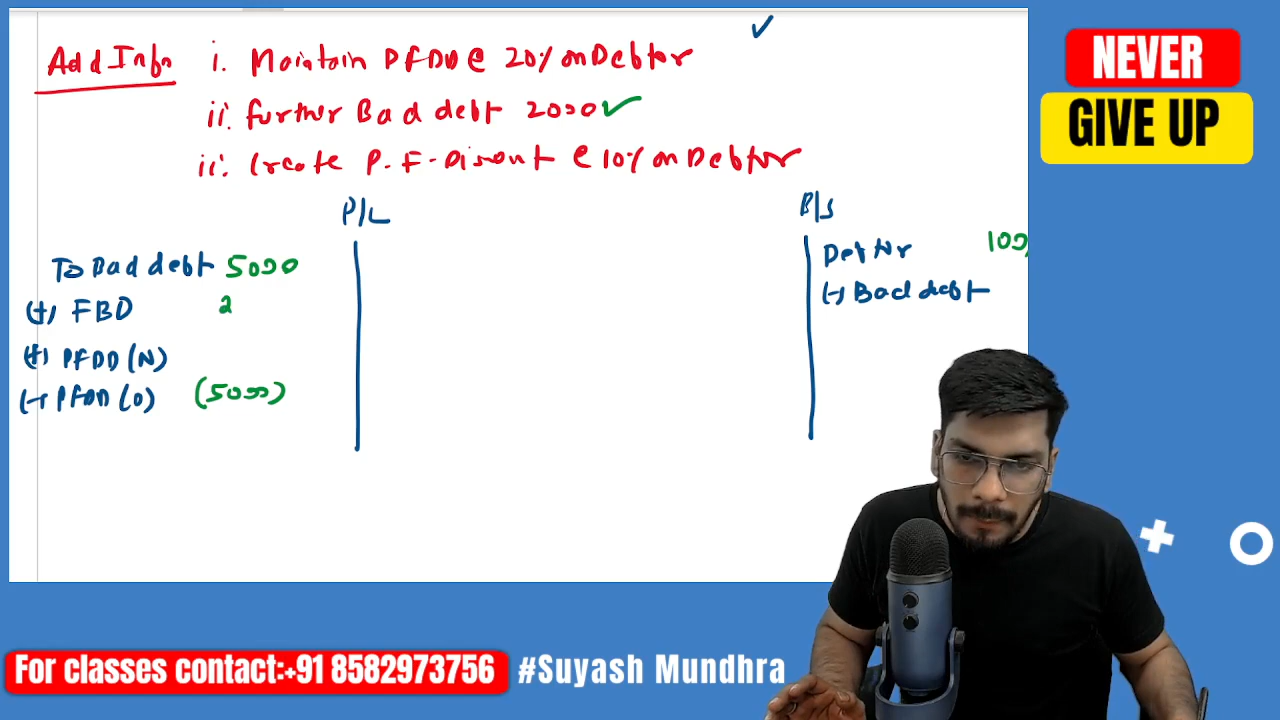 Add Infn i. Maintain PFDD @ 20% on Debtor
ii. further Bad debt 2000
iii. Create P.F-Discount @ 10% on Debtor
P/L
B/S
To Bad debt 5000
(+) FBD 2
(+) PFDD (N)
(-) PFDD (O) (5000)
Debtor 100
(-) Bad debt
NEVER
GIVE UP
For classes contact:+91 8582973756 #Suyash Mundhra